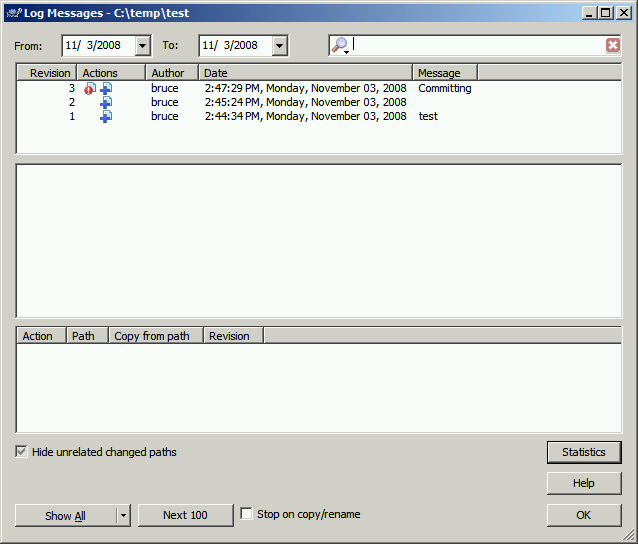 Log Messages - C:\temp\test
From: 11/ 3/2008 To: 11/ 3/2008
Revision Actions Author Date Message
3 bruce 2:47:29 PM, Monday, November 03, 2008 Committing
2 bruce 2:45:24 PM, Monday, November 03, 2008
1 bruce 2:44:34 PM, Monday, November 03, 2008 test
Action Path Copy from path Revision
Hide unrelated changed paths
Statistics
Help
Show All Next 100 Stop on copy/rename OK